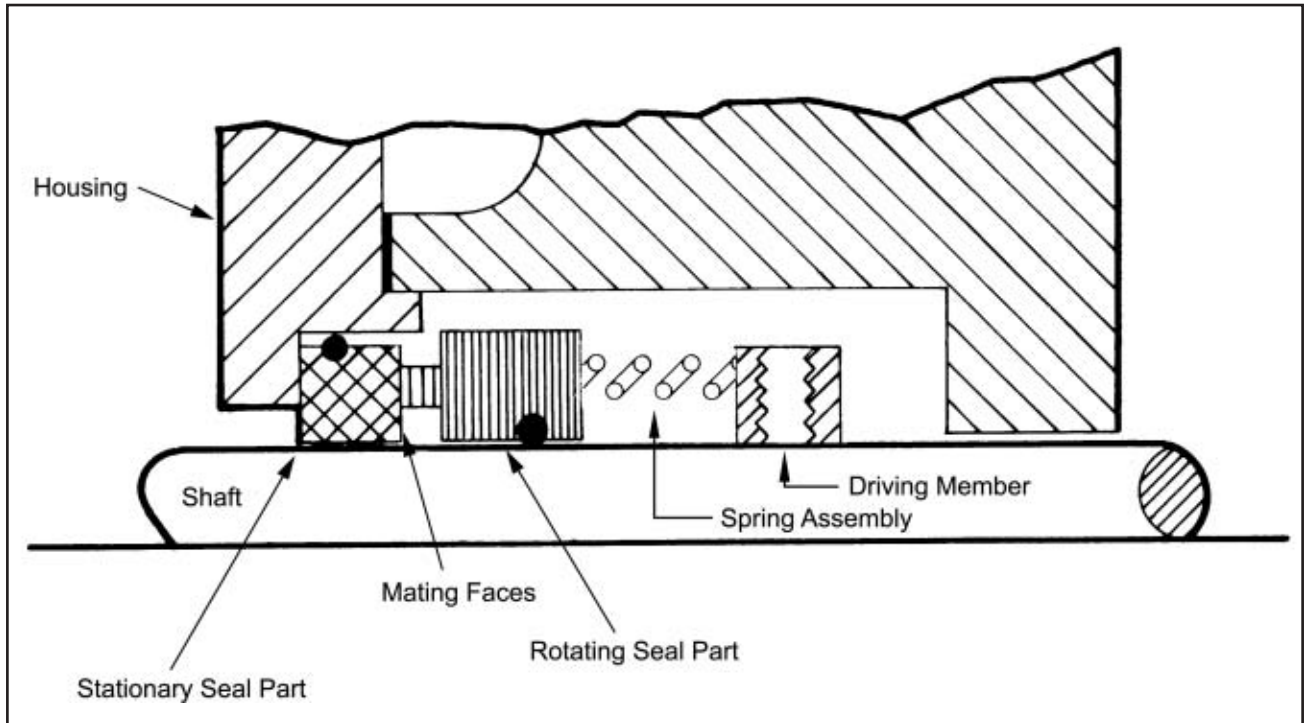 Housing
Shaft
Driving Member
Spring Assembly
Mating Faces
Rotating Seal Part
Stationary Seal Part